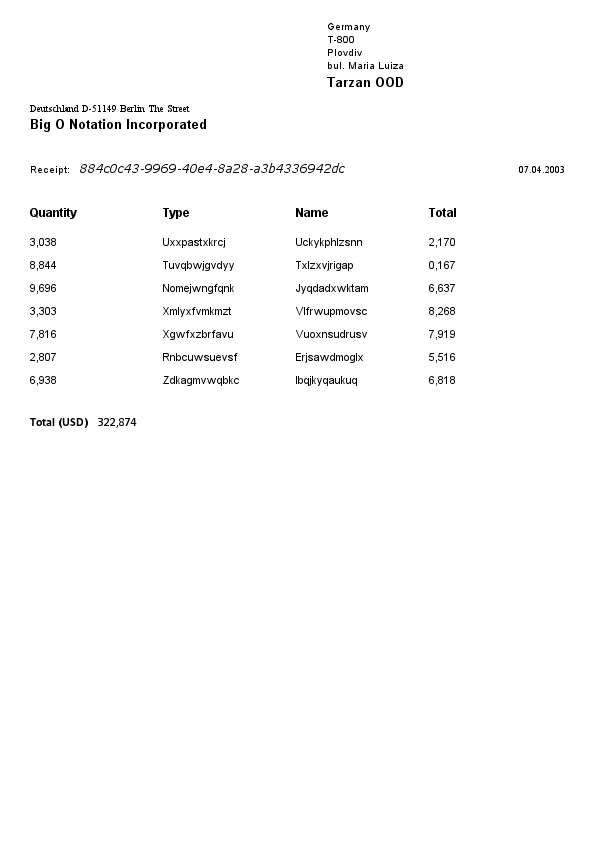 Germany
T-800
Plovdiv
bul. Maria Luiza
Tarzan OOD
Deutschland D-51149 Berlin The Street
Big O Notation Incorporated
Receipt: 884c0c43-9969-40e4-8a28-a3b4336942dc 07.04.2003
Quantity Type Name Total
3,038 Uxxpastxkrcj Uckykphlzsnn 2,170
8,844 Tuvqbwjgvdyy Txlzxvjrigap 0,167
9,696 Nomejwngfqnk Jyqdadxwktam 6,637
3,303 Xmlyxfvmkmzt Vlfrwupmovsc 8,268
7,816 Xgwfxzbrfavu Vuoxnsudrusv 7,919
2,807 Rnbcuwsuevsf Erjsawdmoglx 5,516
6,938 Zdkagmvwqbkc Ibqjkyqaukuq 6,818
Total (USD) 322,874